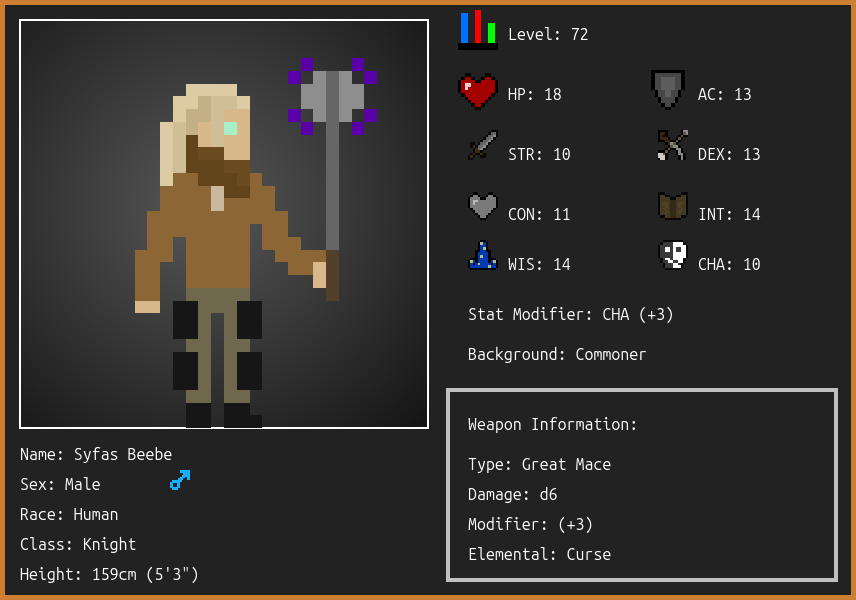 Level: 72
HP: 18
AC: 13
STR: 10
DEX: 13
CON: 11
INT: 14
WIS: 14
CHA: 10
Stat Modifier: CHA (+3)
Background: Commoner
Weapon Information:
Type: Great Mace
Damage: d6
Modifier: (+3)
Elemental: Curse
Name: Syfas Beebe
Sex: Male
Race: Human
Class: Knight
Height: 159cm (5'3")